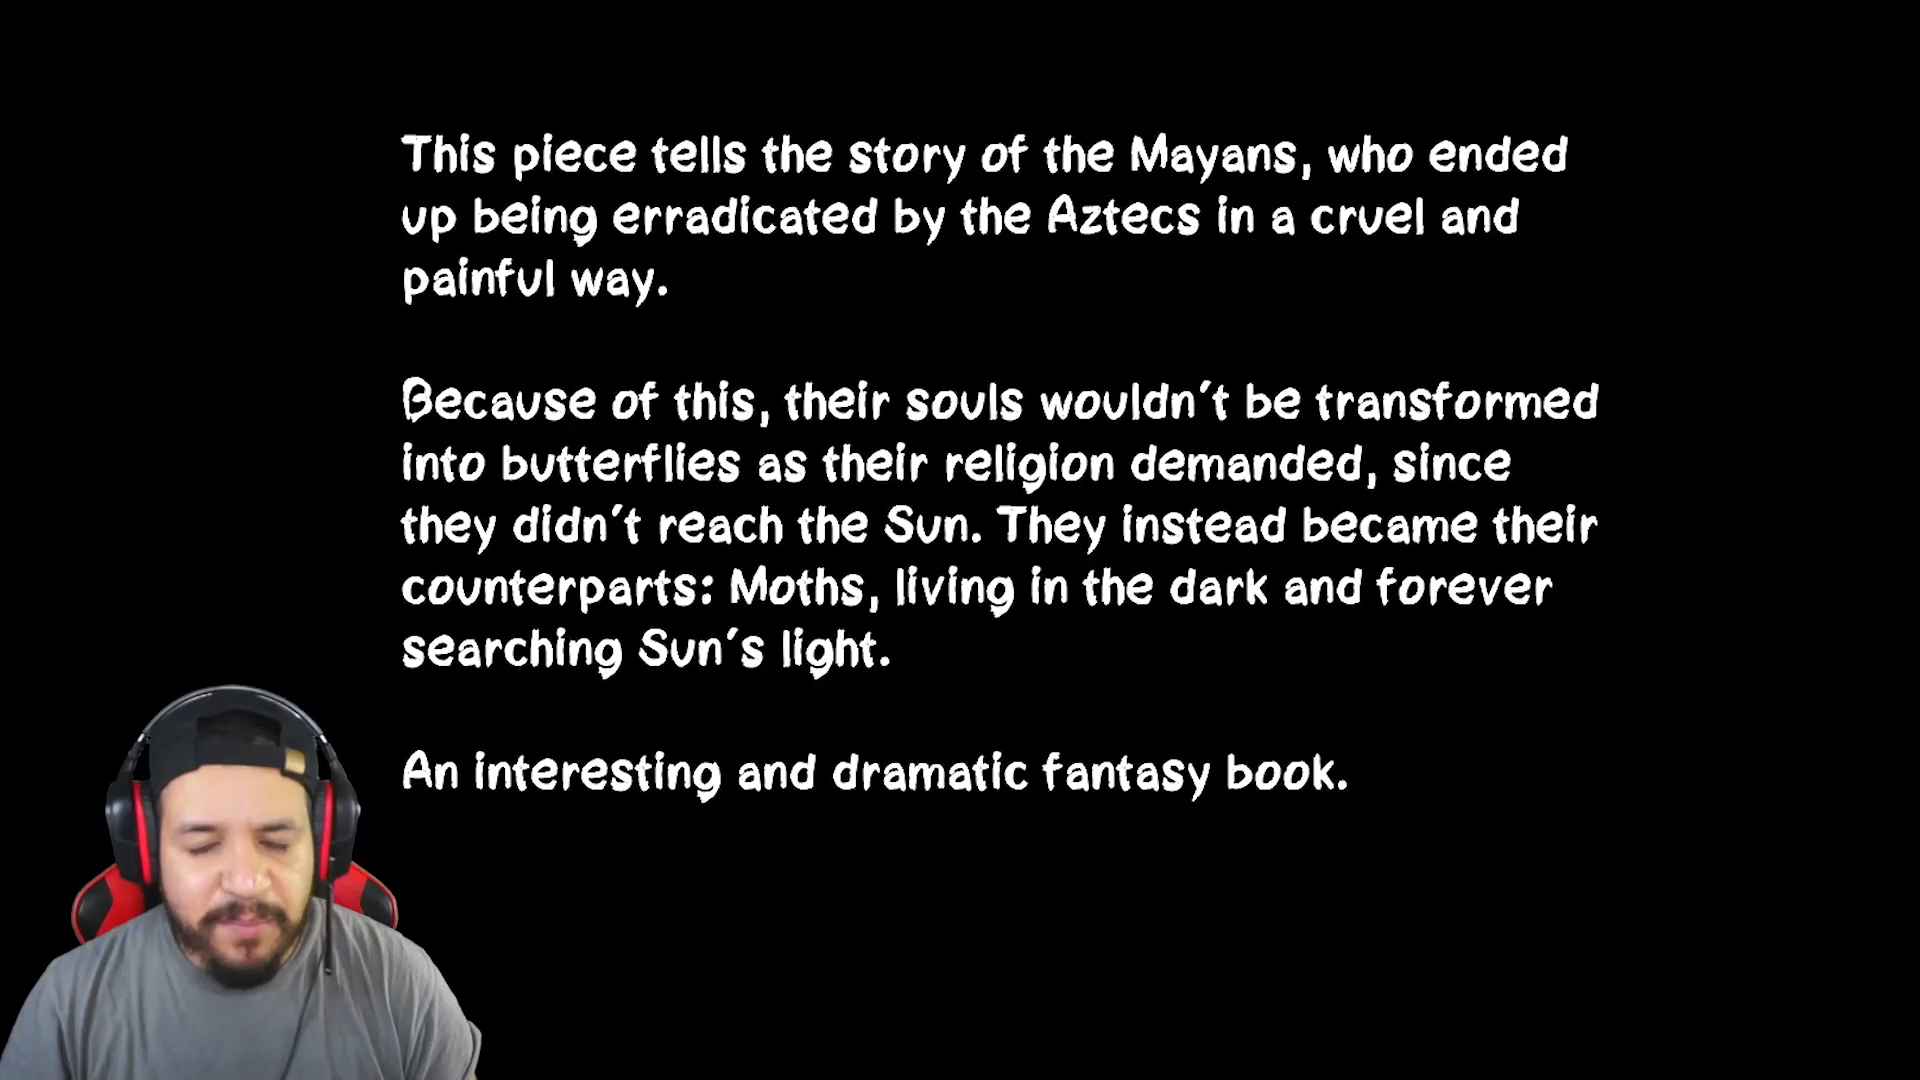 This piece tells the story of the Mayans, who ended
up being erradicated by the Aztecs in a cruel and
painful way.
Because of this, their souls wouldn't be transformed
into butterflies as their religion demanded, since
they didn't reach the Sun. They instead became their
counterparts: Moths, living in the dark and forever
searching Sun's light.
An interesting and dramatic fantasy book.